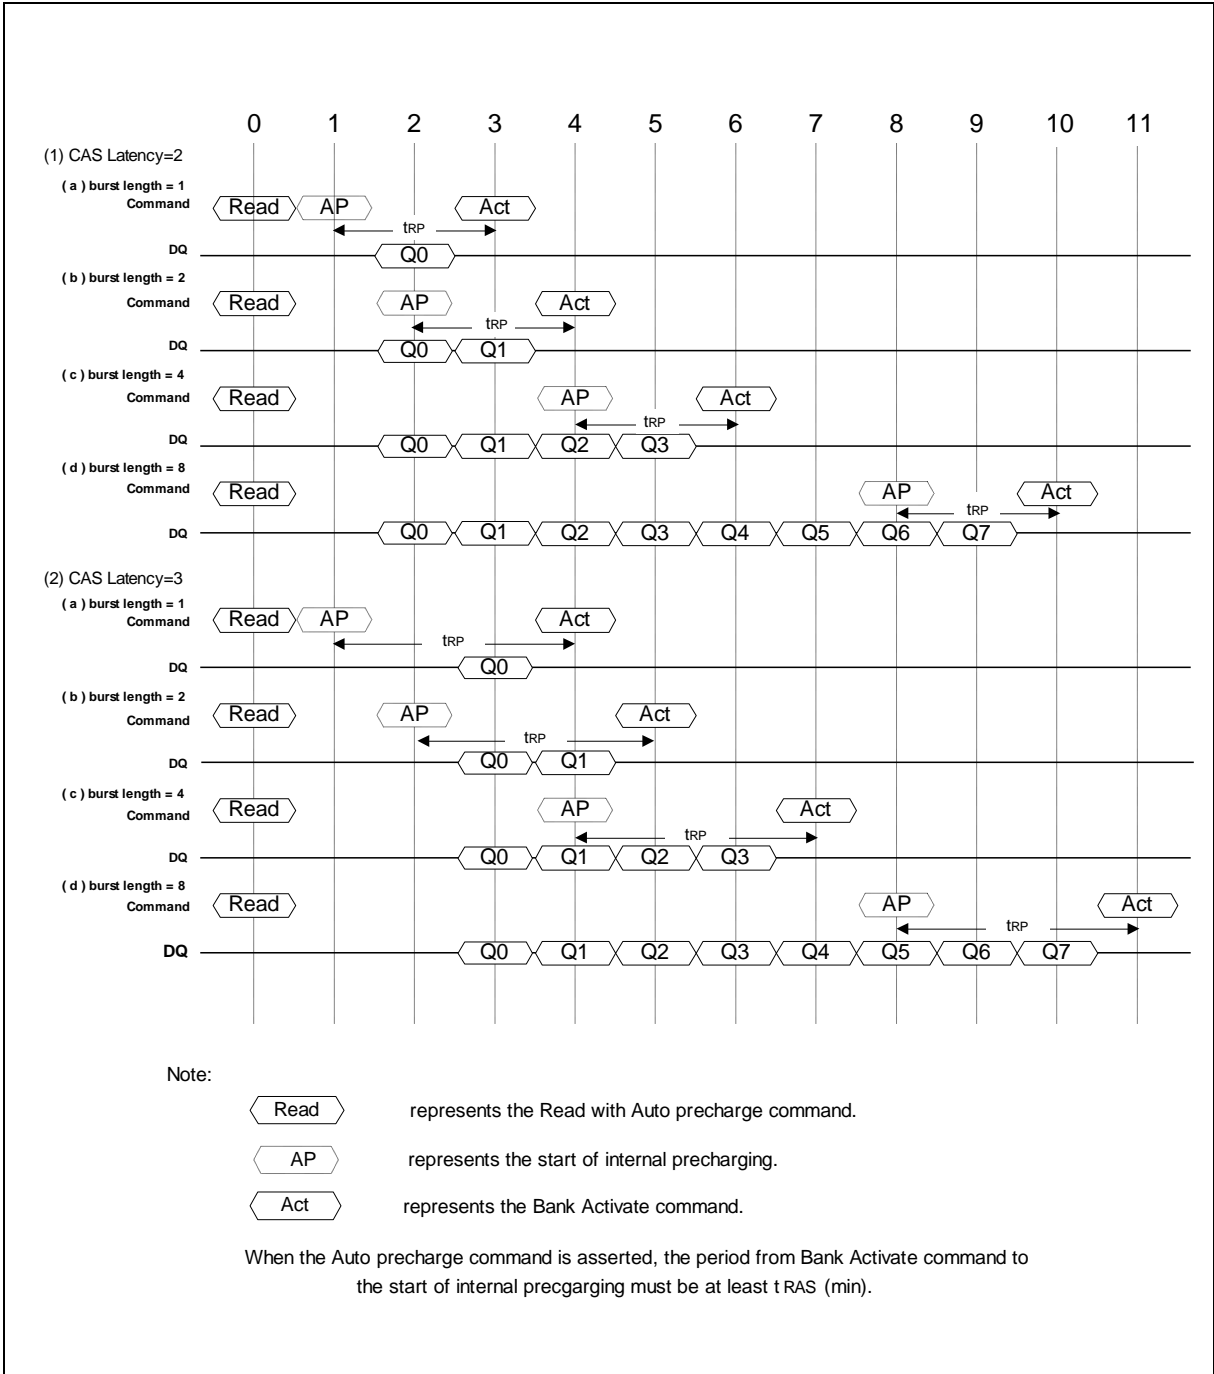 0 1 2 3 4 5 6 7 8 9 10 11
(1) CAS Latency=2
( a ) burst length = 1
Command Read AP Act
tRP
DQ Q0
( b ) burst length = 2
Command Read AP Act
tRP
DQ Q0 Q1
( c ) burst length = 4
Command Read AP Act
tRP
DQ Q0 Q1 Q2 Q3
( d ) burst length = 8
Command Read AP Act
tRP
DQ Q0 Q1 Q2 Q3 Q4 Q5 Q6 Q7
(2) CAS Latency=3
( a ) burst length = 1
Command Read AP Act
tRP
DQ Q0
( b ) burst length = 2
Command Read AP Act
tRP
DQ Q0 Q1
( c ) burst length = 4
Command Read AP Act
tRP
DQ Q0 Q1 Q2 Q3
( d ) burst length = 8
Command Read AP Act
tRP
DQ Q0 Q1 Q2 Q3 Q4 Q5 Q6 Q7
Note:
Read represents the Read with Auto precharge command.
AP represents the start of internal precharging.
Act represents the Bank Activate command.
When the Auto precharge command is asserted, the period from Bank Activate command to
the start of internal precgarging must be at least t RAS (min).